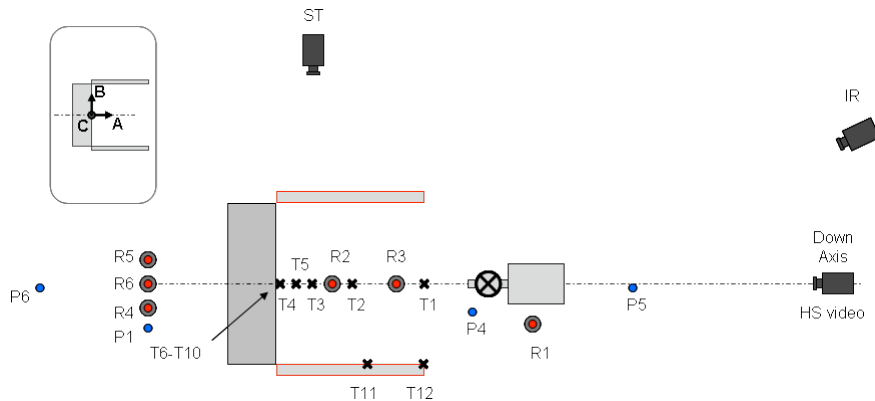 ST
B
C
A
IR
R5
R6
R4
P6
P1
T6-T10
T5
R2
R3
T4
T3
T2
T1
P4
R1
P5
Down
Axis
HS video
T11
T12